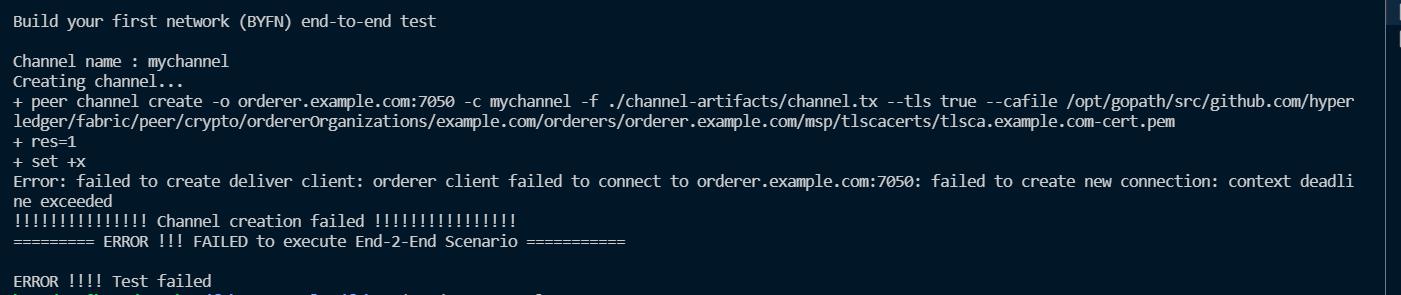 Build your first network (BYFN) end-to-end test
Channel name : mychannel
Creating channel...
+ peer channel create -o orderer.example.com:7050 -c mychannel -f ./channel-artifacts/channel.tx --tls true --cafile /opt/gopath/src/github.com/hyper
ledger/fabric/peer/crypto/ordererOrganizations/example.com/orderers/orderer.example.com/msp/tlscacerts/tlsca.example.com-cert.pem
+ res=1
+ set +x
Error: failed to create deliver client: orderer client failed to connect to orderer.example.com:7050: failed to create new connection: context deadli
ne exceeded
!!!!!!!!!!!!!!! Channel creation failed !!!!!!!!!!!!!!!!
========= ERROR !!! FAILED to execute End-2-End Scenario ===========
ERROR !!!! Test failed